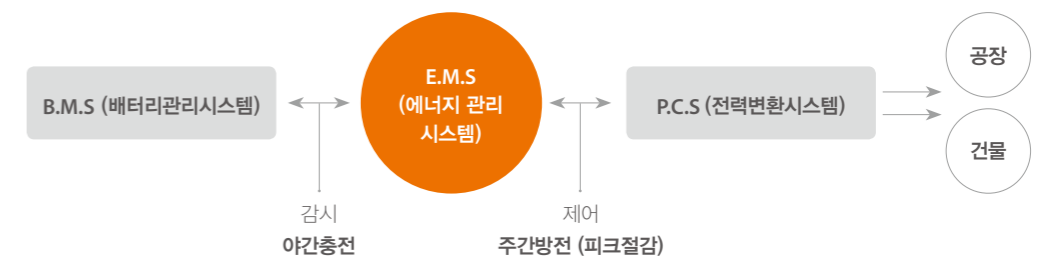 B.M.S (배터리관리시스템)
E.M.S
(에너지 관리
시스템)
P.C.S (전력변환시스템)
공장
건물
감시
야간충전
제어
주간방전 (피크절감)